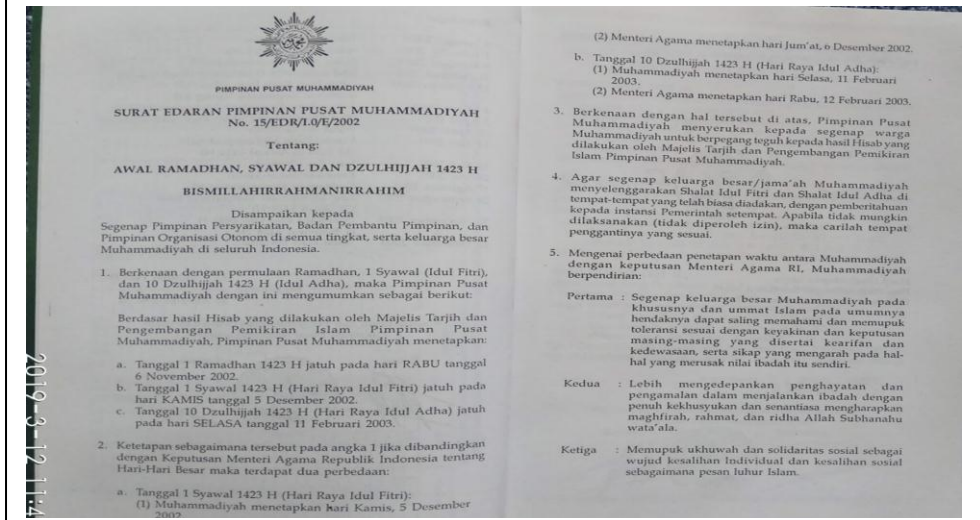 PIMPINAN PUSAT MUHAMMADIYAH
SURAT EDARAN PIMPINAN PUSAT MUHAMMADIYAH
No. 15/EDR/I.0/E/2002
Tentang:
AWAL RAMADHAN, SYAWAL DAN DZULHIJJAH 1423 H
BISMILLAHIRRAHMANIRRAHIM
Disampaikan kepada
Segenap Pimpinan Persyarikatan, Badan Pembantu Pimpinan, dan
Pimpinan Organisasi Otonom di semua tingkat, serta keluarga besar
Muhammadiyah di seluruh Indonesia.
1. Berkenaan dengan permulaan Ramadhan, 1 Syawal (Idul Fitri),
dan 10 Dzulhijjah 1423 H (Idul Adha), maka Pimpinan Pusat
Muhammadiyah dengan ini mengumumkan sebagai berikut:
Berdasar hasil Hisab yang dilakukan oleh Majelis Tarjih dan
Pengembangan Pemikiran Islam Pimpinan Pusat
Muhammadiyah, Pimpinan Pusat Muhammadiyah menetapkan:
a. Tanggal 1 Ramadhan 1423 H jatuh pada hari RABU tanggal
6 November 2002.
b. Tanggal 1 Syawal 1423 H (Hari Raya Idul Fitri) jatuh pada
hari KAMIS tanggal 5 Desember 2002.
c. Tanggal 10 Dzulhijjah 1423 H (Hari Raya Idul Adha) jatuh
pada hari SELASA tanggal 11 Februari 2003.
2. Ketetapan sebagaimana tersebut pada angka 1 jika dibandingkan
dengan Keputusan Menteri Agama Republik Indonesia tentang
Hari-Hari Besar maka terdapat dua perbedaan:
a. Tanggal 1 Syawal 1423 H (Hari Raya Idul Fitri):
(1) Muhammadiyah menetapkan hari Kamis, 5 Desember
2002
(2) Menteri Agama menetapkan hari Jum'at, 6 Desember 2002.
b. Tanggal 10 Dzulhijjah 1423 H (Hari Raya Idul Adha):
(1) Muhammadiyah menetapkan hari Selasa, 11 Februari
2003.
(2) Menteri Agama menetapkan hari Rabu, 12 Februari 2003.
3. Berkenaan dengan hal tersebut di atas, Pimpinan Pusat
Muhammadiyah menyerukan kepada segenap warga
Muhammadiyah untuk berpegang teguh kepada hasil Hisab yang
dilakukan oleh Majelis Tarjih dan Pengembangan Pemikiran
Islam Pimpinan Pusat Muhammadiyah.
4. Agar segenap keluarga besar/jama'ah Muhammadiyah
menyelenggarakan Shalat Idul Fitri dan Shalat Idul Adha di
tempat-tempat yang telah biasa diadakan, dengan pemberitahuan
kepada instansi Pemerintah setempat. Apabila tidak mungkin
dilaksanakan (tidak diperoleh izin), maka carilah tempat
penggantinya yang sesuai.
5. Mengenai perbedaan penetapan waktu antara Muhammadiyah
dengan keputusan Menteri Agama RI, Muhammadiyah
berpendirian:
Pertama : Segenap keluarga besar Muhammadiyah pada
khususnya dan ummat Islam pada umumnya
hendaknya dapat saling memahami dan memupuk
toleransi sesuai dengan keyakinan dan keputusan
masing-masing yang disertai kearifan dan
kedewasaan, serta sikap yang mengarah pada hal-
hal yang merusak nilai ibadah itu sendiri.
Kedua : Lebih mengedepankan penghayatan dan
pengamalan dalam menjalankan ibadah dengan
penuh kekhusyukan dan senantiasa mengharapkan
maghfirah, rahmat, dan ridha Allah Subhanahu
wata'ala.
Ketiga : Memupuk ukhuwah dan solidaritas sosial sebagai
wujud kesalihan Individual dan kesalihan sosial
sebagaimana pesan luhur Islam.
2019-3-12 11:4